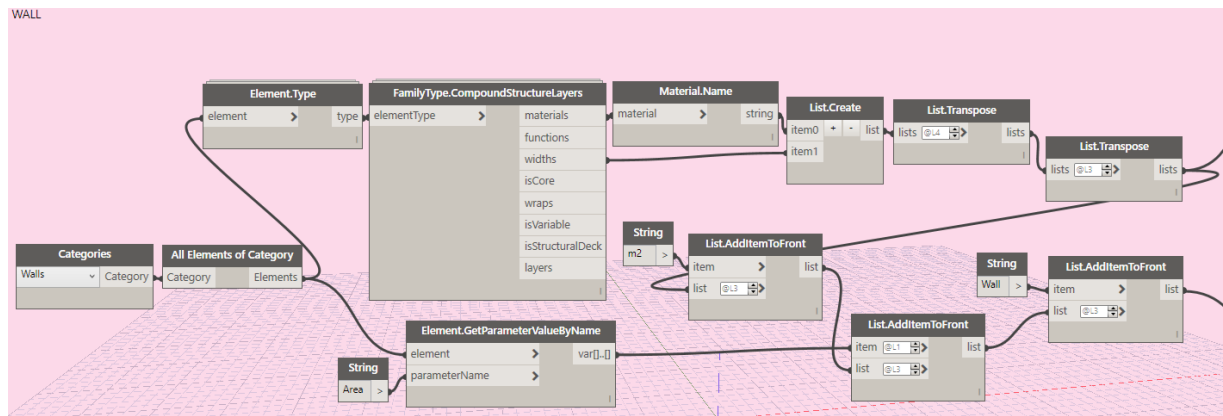 WALL
Element.Type
element > type
FamilyType.CompoundStructureLayers
elementType > materials
functions
widths
isCore
wraps
isVariable
isStructuralDeck
layers
Material.Name
material > string
List.Create
item0 + - list
item1
List.Transpose
lists @L4 > lists
List.Transpose
lists @L3 > lists
Categories
Walls Category
All Elements of Category
Category Elements
String
m2 >
List.AddItemToFront
item > list
list @L3 >
String
Wall >
List.AddItemToFront
item > list
list @L3 >
Element.GetParameterValueByName
element > var[]..[]
parameterName >
String
Area >
List.AddItemToFront
item @L1 > list
list @L3 >